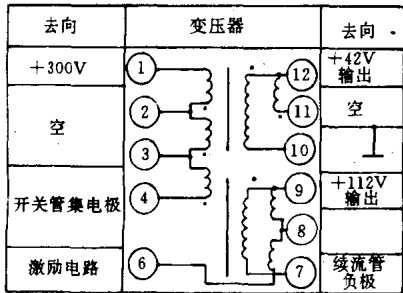 去向 变压器 去向
+300V ① ⑫ +42V
输出
② ⑪ 空
空
③ ⑩
④ ⑨ +112V
输出
开关管集电极
⑧
激励电路 ⑥ ⑦ 续流管
负极